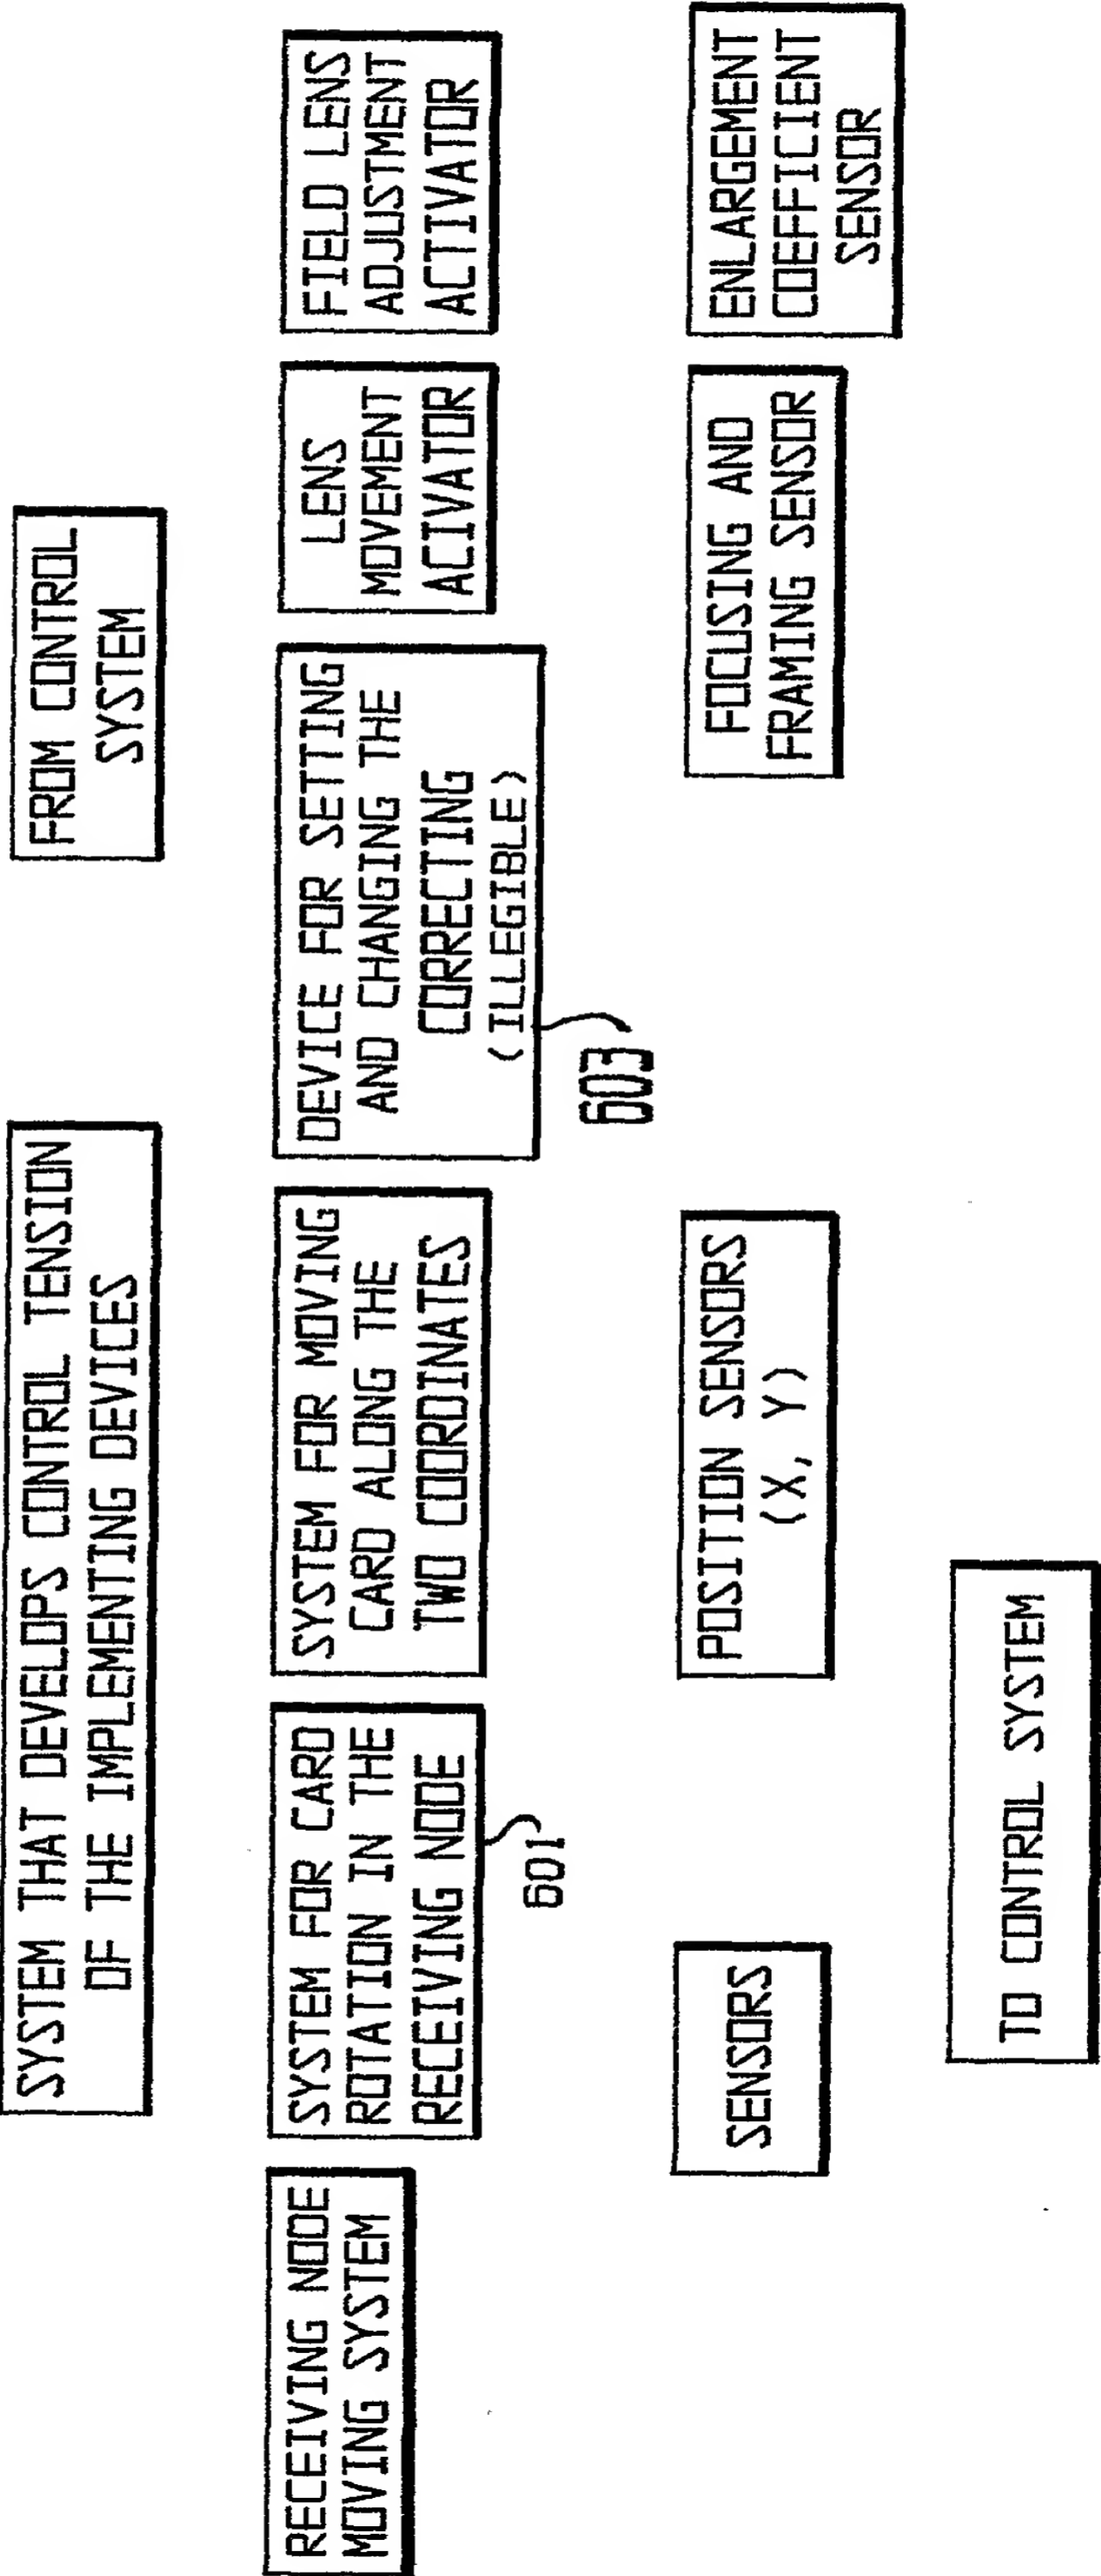 SYSTEM THAT DEVELOPS CONTROL TENSION
OF THE IMPLEMENTING DEVICES
FROM CONTROL
SYSTEM
RECEIVING NODE
MOVING SYSTEM
SYSTEM FOR CARD
ROTATION IN THE
RECEIVING NODE
601
SYSTEM FOR MOVING
CARD ALONG THE
TWO COORDINATES
DEVICE FOR SETTING
AND CHANGING THE
CORRECTING
(ILLEGIBLE)
603
LENS
MOVEMENT
ACIVATOR
FIELD LENS
ADJUSTMENT
ACTIVATOR
SENSORS
POSITION SENSORS
(X, Y)
FOCUSING AND
FRAMING SENSOR
ENLARGEMENT
COEFFICIENT
SENSOR
TO CONTROL SYSTEM